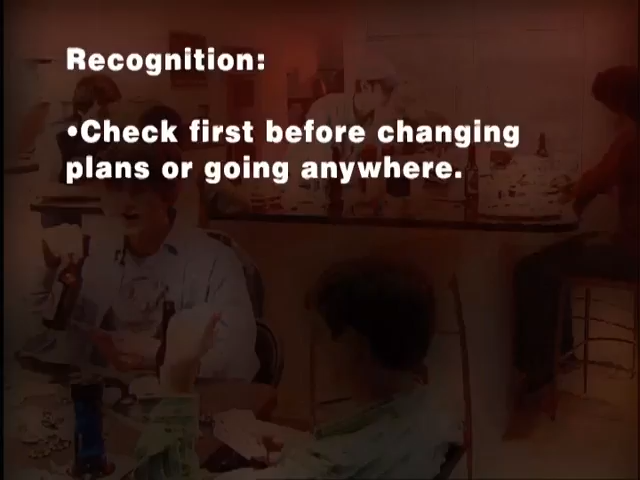 Recognition:
•Check first before changing
plans or going anywhere.